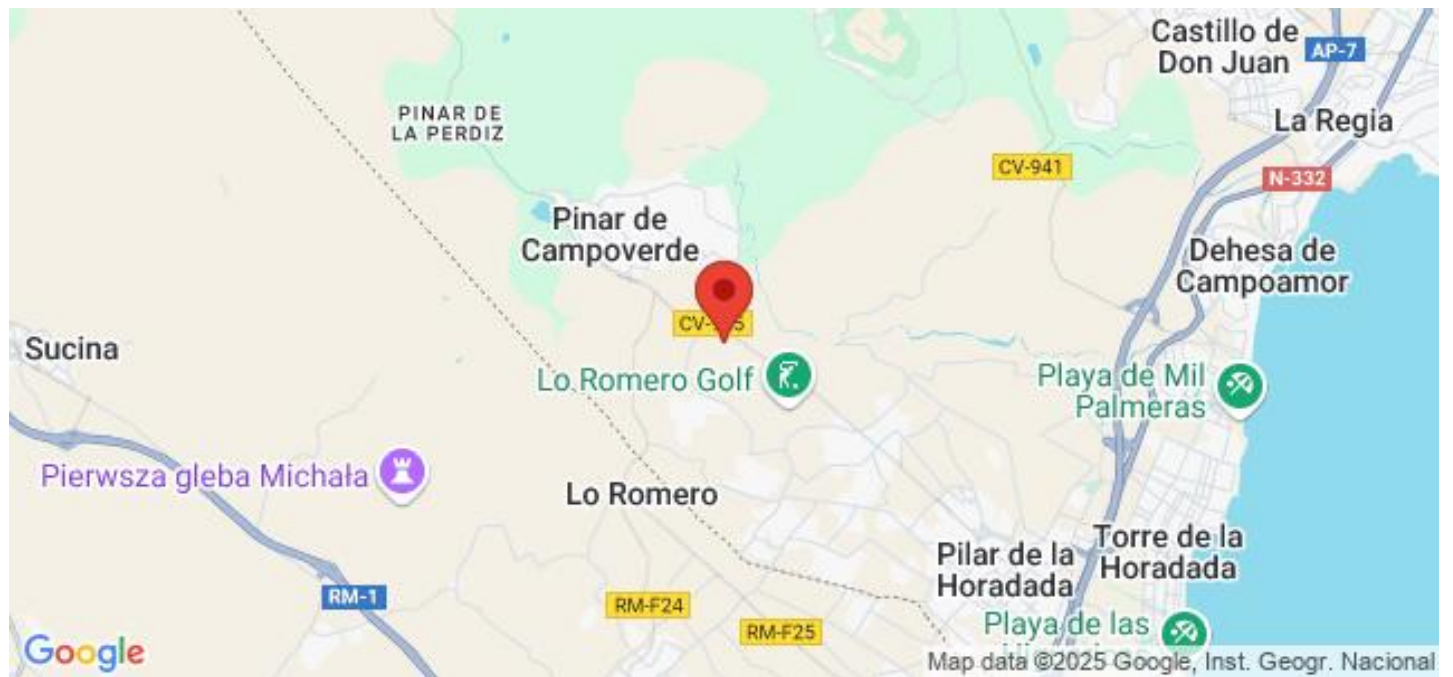 Castillo de
Don Juan
AP-7
PINAR DE
LA PERDIZ
La Regia
CV-941
N-332
Pinar de
Campoverde
Dehesa de
Campoamor
Sucina
Lo Romero Golf
Playa de Mil
Palmeras
Pierwsza gleba Michała
Lo Romero
Pilar de la
Horadada
Torre de la
Horadada
RM-1
RM-F24
RM-F25
Playa de las
Google
Map data ©2025 Google, Inst. Geogr. Nacional